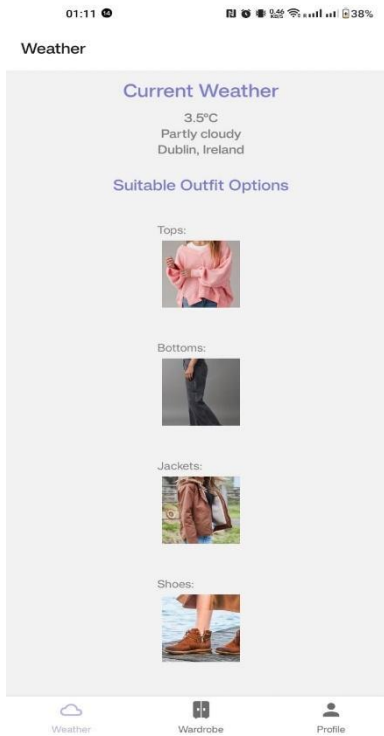 01:11 38%
Weather
Current Weather
3.5°C
Partly cloudy
Dublin, Ireland
Suitable Outfit Options
Tops:
Bottoms:
Jackets:
Shoes:
Weather Wardrobe Profile